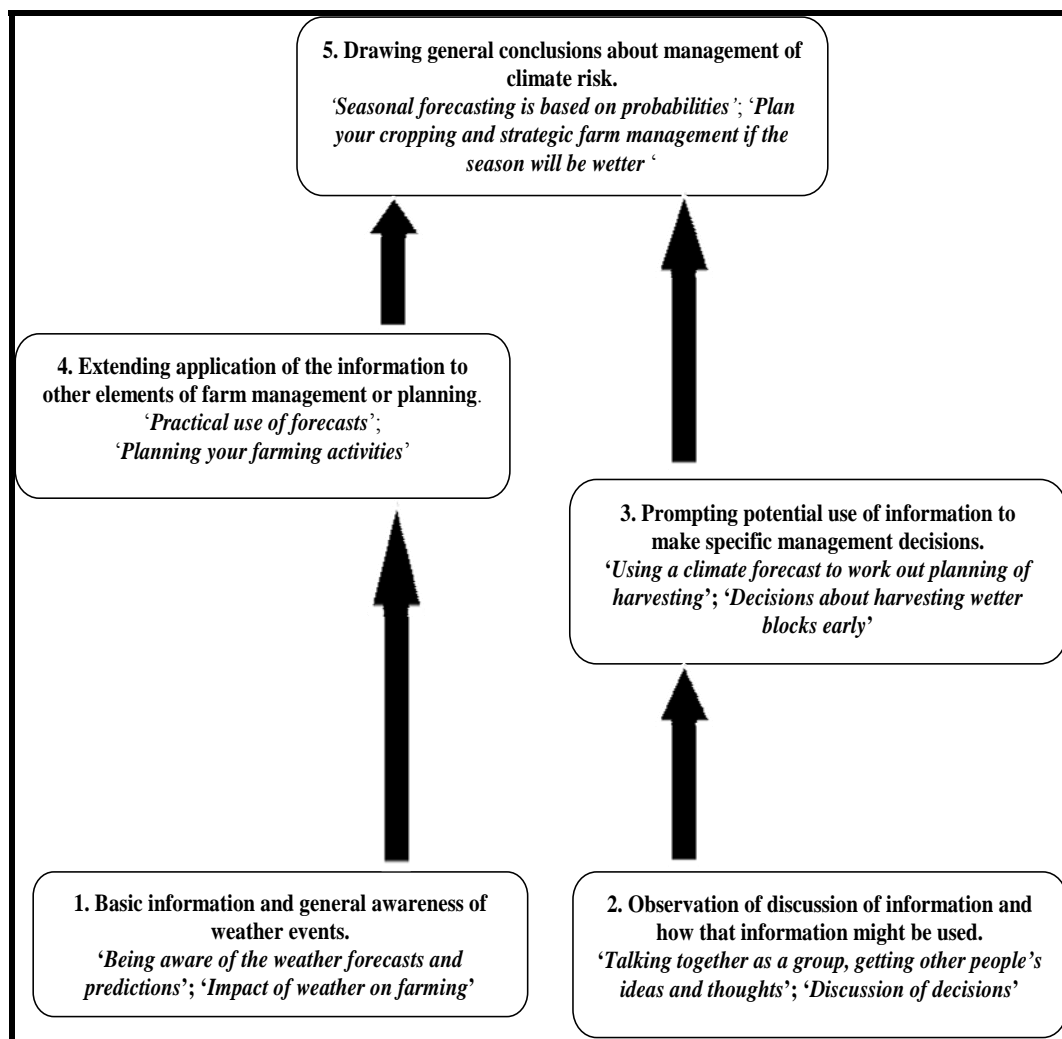 5. Drawing general conclusions about management of
climate risk.
‘Seasonal forecasting is based on probabilities’; ‘Plan
your cropping and strategic farm management if the
season will be wetter ‘
4. Extending application of the information to
other elements of farm management or planning.
‘Practical use of forecasts’;
‘Planning your farming activities’
3. Prompting potential use of information to
make specific management decisions.
‘Using a climate forecast to work out planning of
harvesting’; ‘Decisions about harvesting wetter
blocks early’
1. Basic information and general awareness of
weather events.
‘Being aware of the weather forecasts and
predictions’; ‘Impact of weather on farming’
2. Observation of discussion of information and
how that information might be used.
‘Talking together as a group, getting other people’s
ideas and thoughts’; ‘Discussion of decisions’